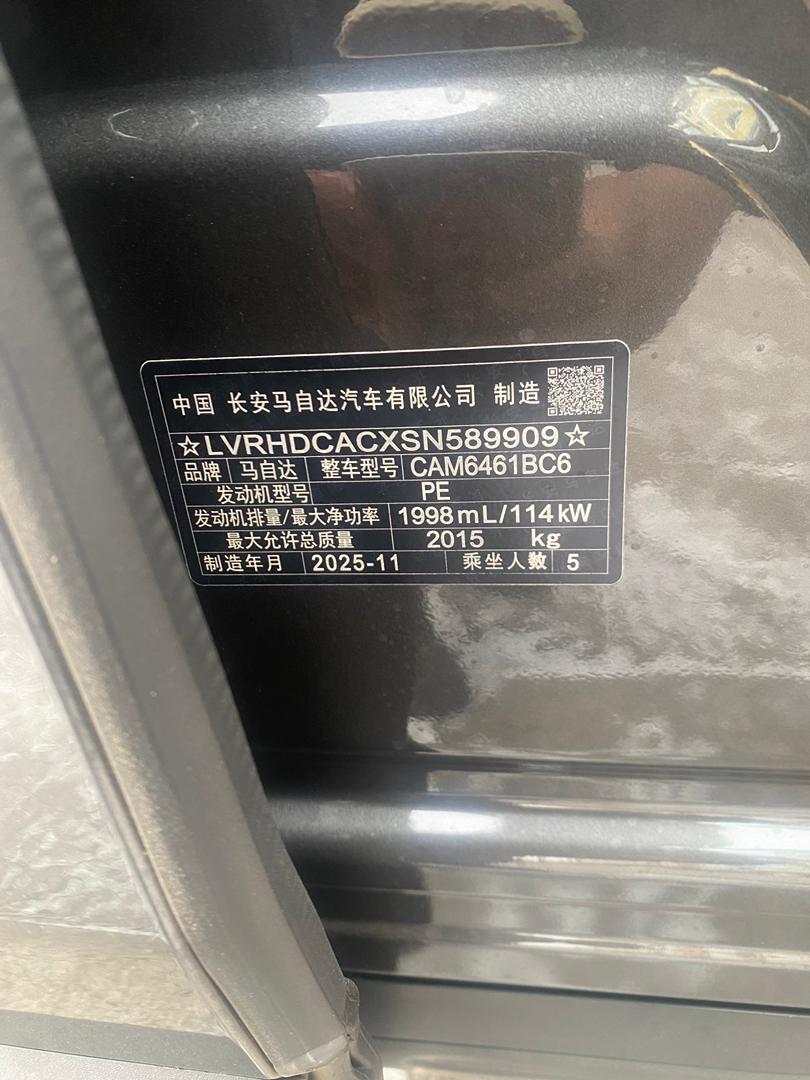 中国 长安马自达汽车有限公司 制造
☆LVRHDCACXSN589909☆
品牌 马自达 整车型号 CAM6461BC6
发动机型号 PE
发动机排量/最大净功率 1998mL/114kW
最大允许总质量 2015 kg
制造年月 2025-11 乘坐人数 5